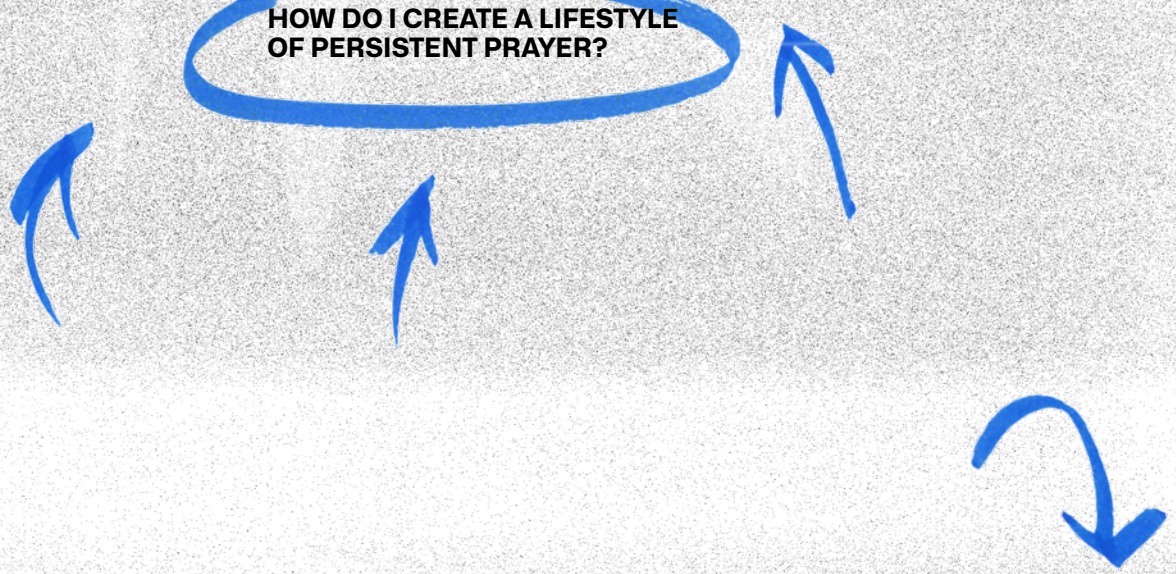 HOW DO I CREATE A LIFESTYLE
OF PERSISTENT PRAYER?